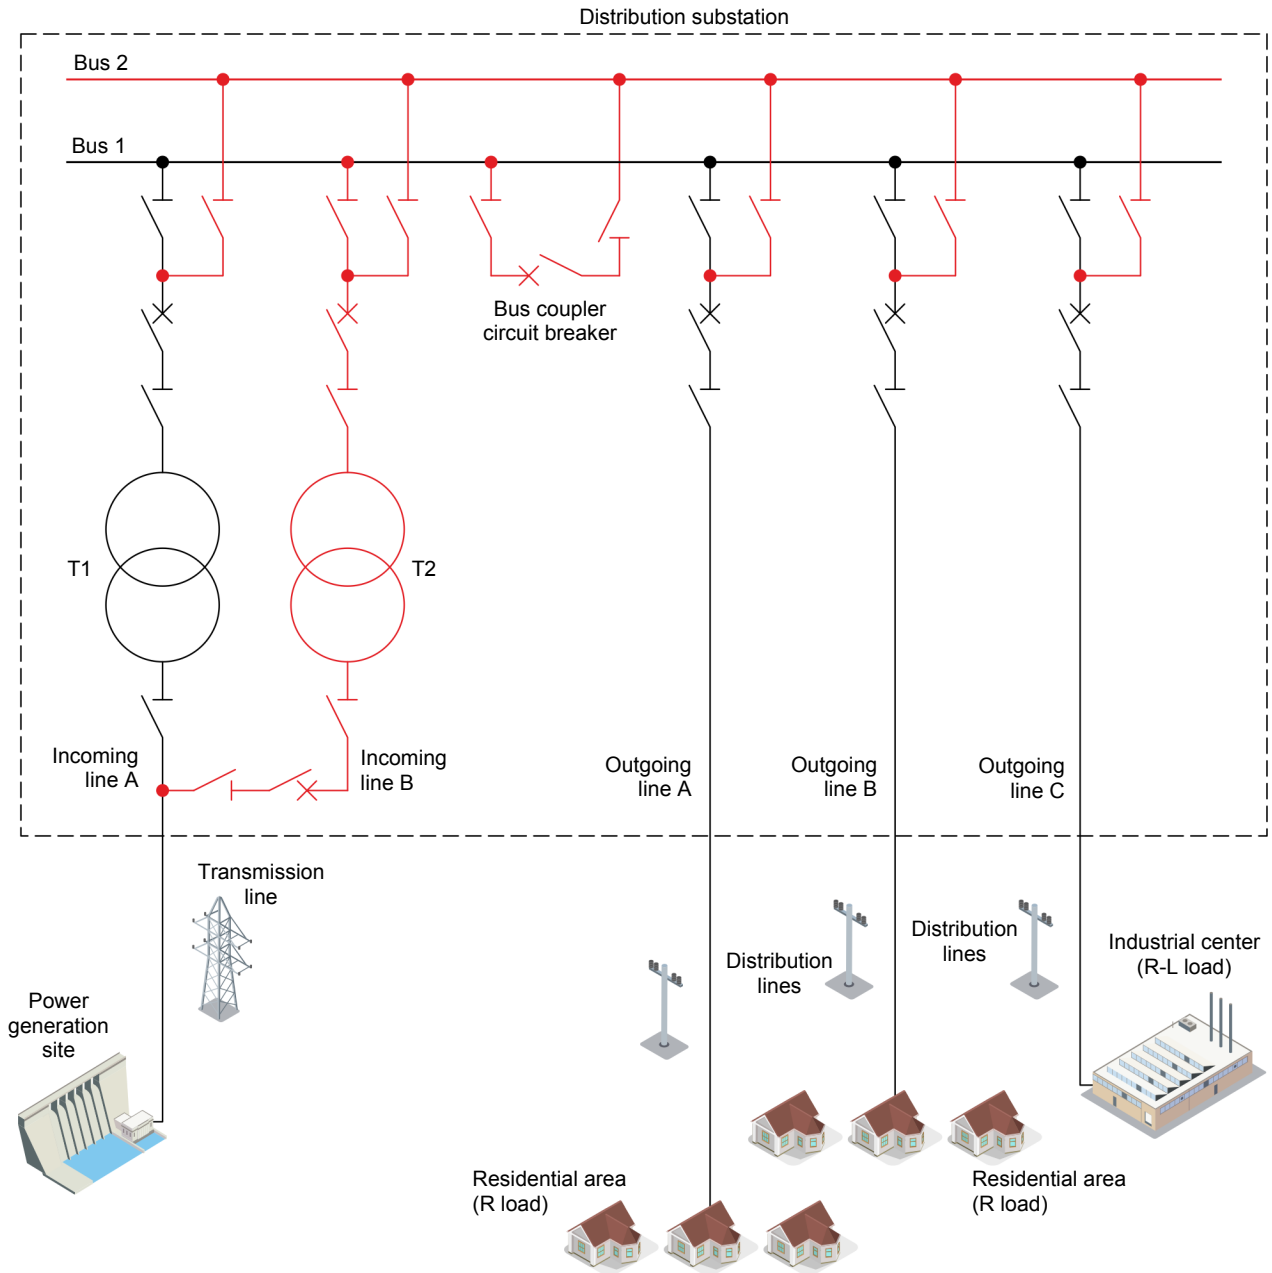 Distribution substation
Bus 2
Bus 1
Bus coupler
circuit breaker
T1
T2
Incoming
line A
Incoming
line B
Outgoing
line A
Outgoing
line B
Outgoing
line C
Transmission
line
Power
generation
site
Distribution
lines
Distribution
lines
Industrial center
(R-L load)
Residential area
(R load)
Residential area
(R load)